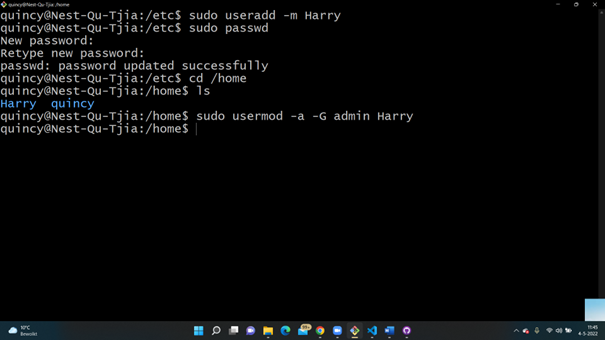 quincy@Nest-Qu-Tjia: /home
quincy@Nest-Qu-Tjia:/etc$ sudo useradd -m Harry
quincy@Nest-Qu-Tjia:/etc$ sudo passwd
New password:
Retype new password:
passwd: password updated successfully
quincy@Nest-Qu-Tjia:/etc$ cd /home
quincy@Nest-Qu-Tjia:/home$ ls
Harry  quincy
quincy@Nest-Qu-Tjia:/home$ sudo usermod -a -G admin Harry
quincy@Nest-Qu-Tjia:/home$
10°C
Bewolkt
11:45
4-5-2022